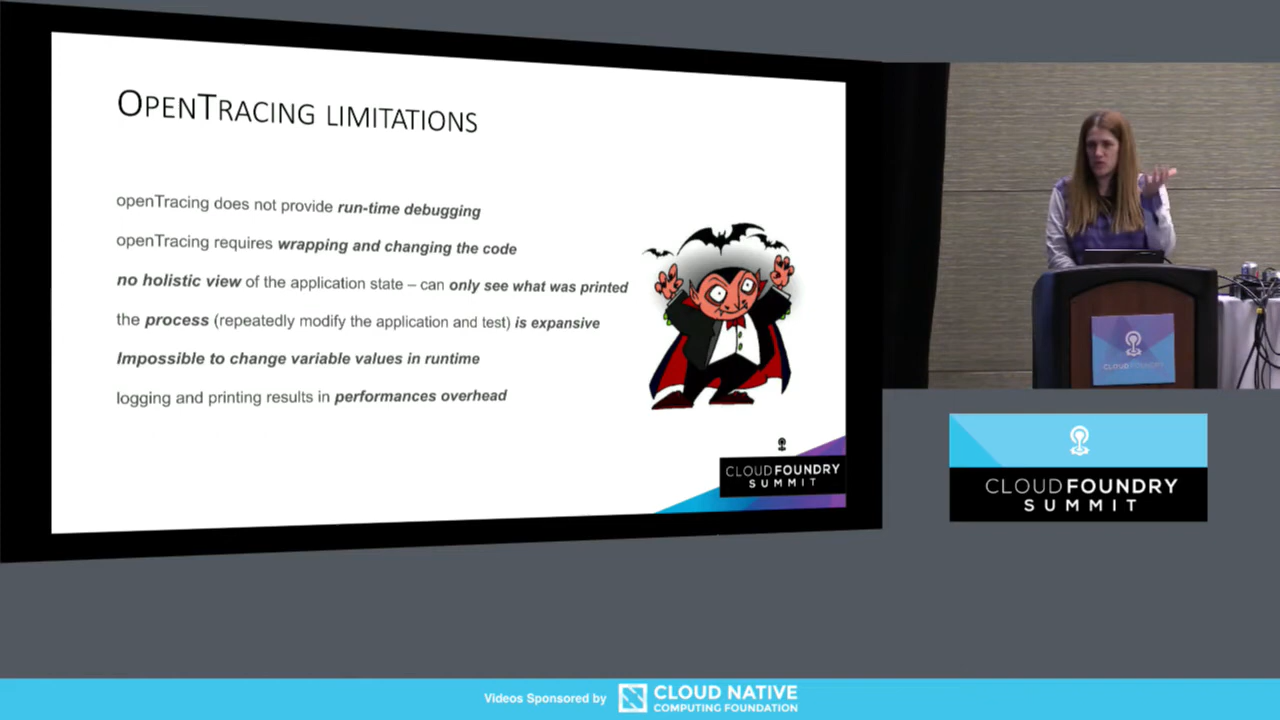 OPENTRACING LIMITATIONS
openTracing does not provide run-time debugging
openTracing requires wrapping and changing the code
no holistic view of the application state – can only see what was printed
the process (repeatedly modify the application and test) is expansive
Impossible to change variable values in runtime
logging and printing results in performances overhead
CLOUDFOUNDRY
SUMMIT
CLOUDFOUNDRY
CLOUDFOUNDRY
SUMMIT
Videos Sponsored by
CLOUD NATIVE
COMPUTING FOUNDATION